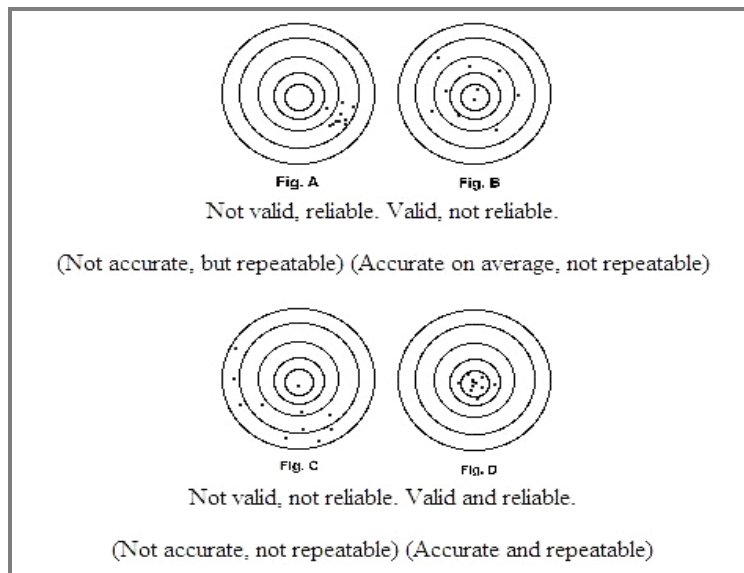 Fig. A Fig. B
Not valid, reliable. Valid, not reliable.
(Not accurate, but repeatable) (Accurate on average, not repeatable)
Fig. C Fig. D
Not valid, not reliable. Valid and reliable.
(Not accurate, not repeatable) (Accurate and repeatable)